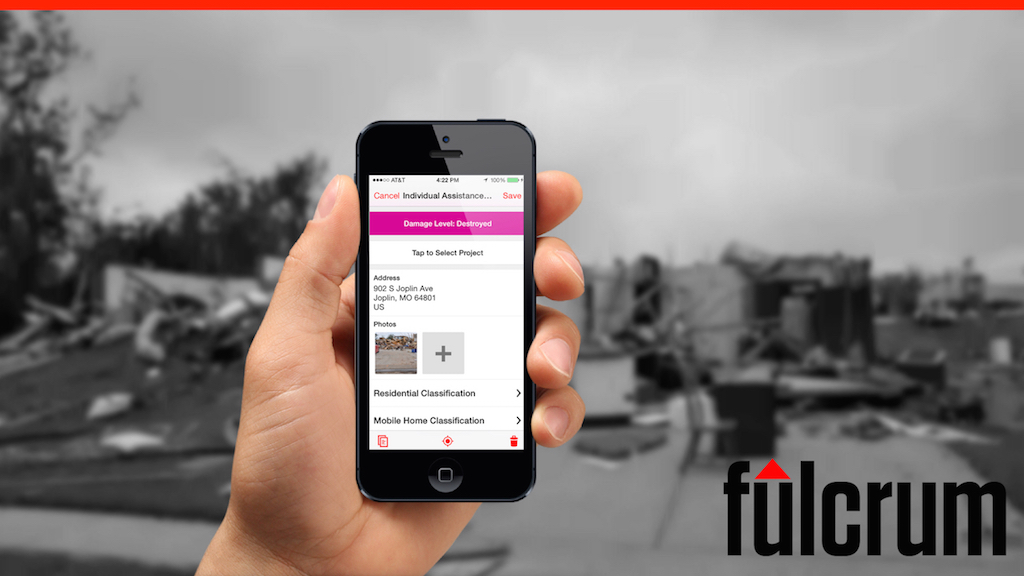 AT&T 4:22 PM 100%
Cancel Individual Assistance... Save
Damage Level: Destroyed
Tap to Select Project
Address
902 S Joplin Ave
Joplin, MO 64801
US
Photos
+
Residential Classification
Mobile Home Classification
fulcrum